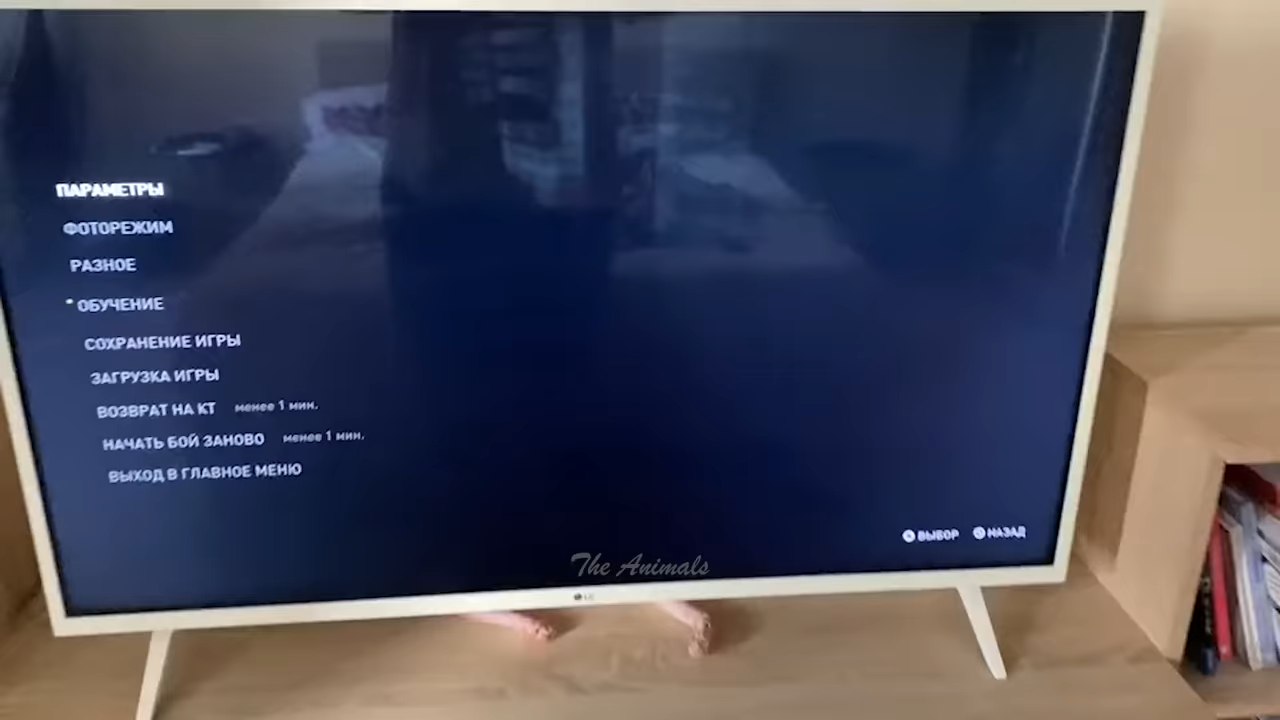 ПАРАМЕТРЫ
ФОТОРЕЖИМ
РАЗНОЕ
ОБУЧЕНИЕ
СОХРАНЕНИЕ ИГРЫ
ЗАГРУЗКА ИГРЫ
ВОЗВРАТ НА КТ менее 1 мин.
НАЧАТЬ БОЙ ЗАНОВО менее 1 мин.
ВЫХОД В ГЛАВНОЕ МЕНЮ
ВЫБОР НАЗАД
The Animals
LG